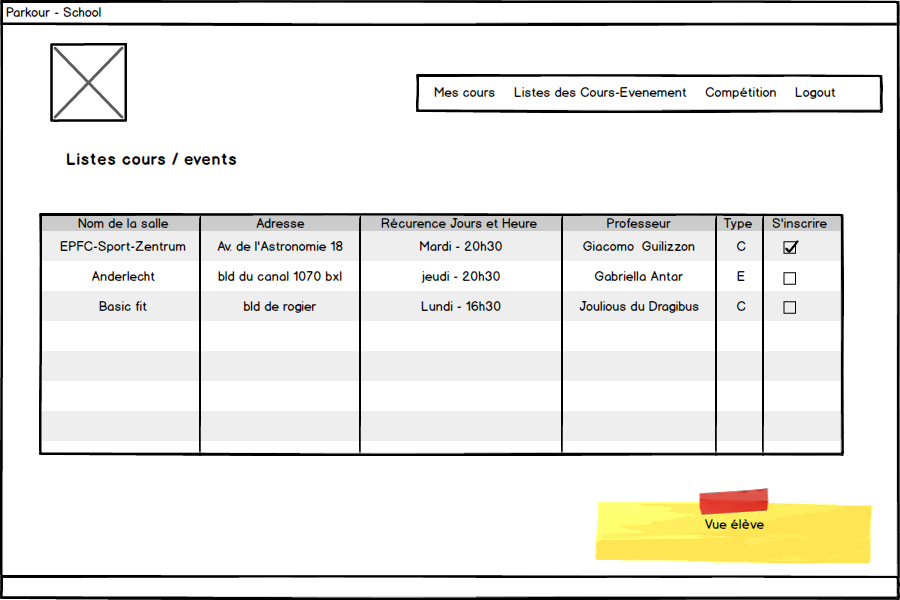 Parkour - School
Mes cours Listes des Cours-Evenement Compétition Logout
Listes cours / events
Nom de la salle Adresse Récurence Jours et Heure Professeur Type S'inscrire
EPFC-Sport-Zentrum Av. de l'Astronomie 18 Mardi - 20h30 Giacomo Guilizzon C
Anderlecht bld du canal 1070 bxl jeudi - 20h30 Gabriella Antar E
Basic fit bld de rogier Lundi - 16h30 Joulious du Dragibus C
Vue élève